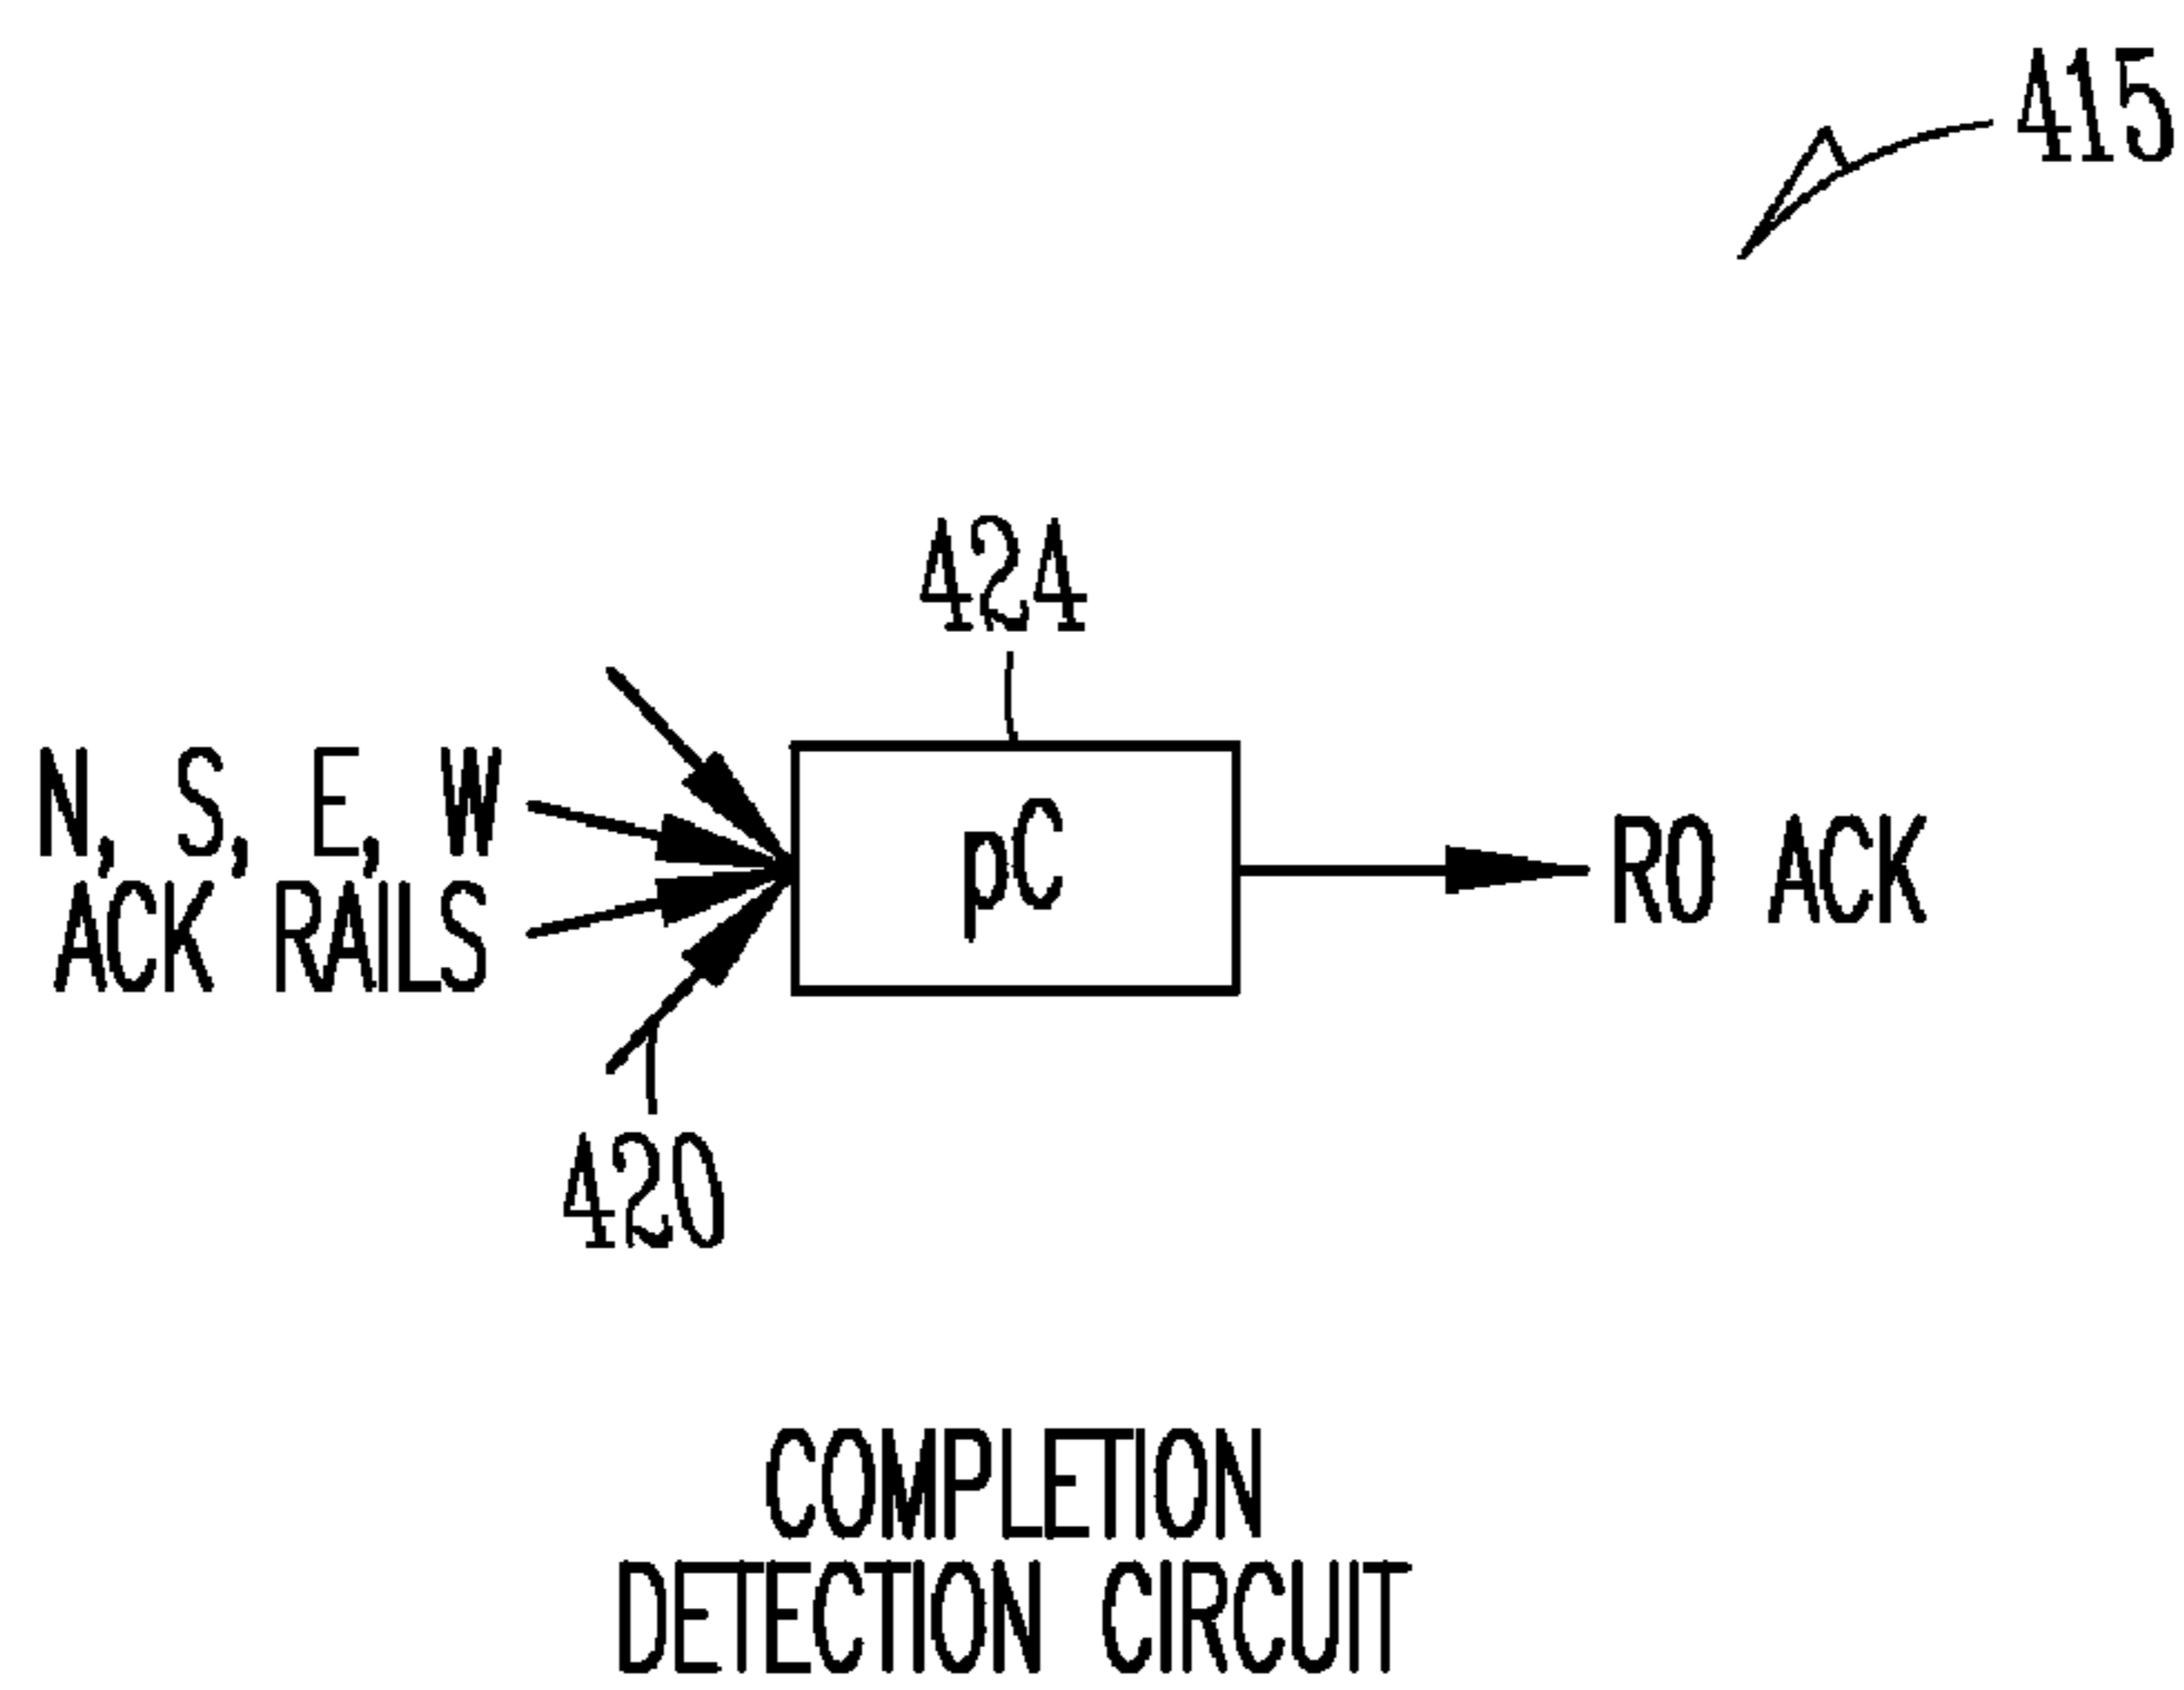 415
424
N, S, E, W
ACK RAILS
pC
RO ACK
420
COMPLETION
DETECTION CIRCUIT